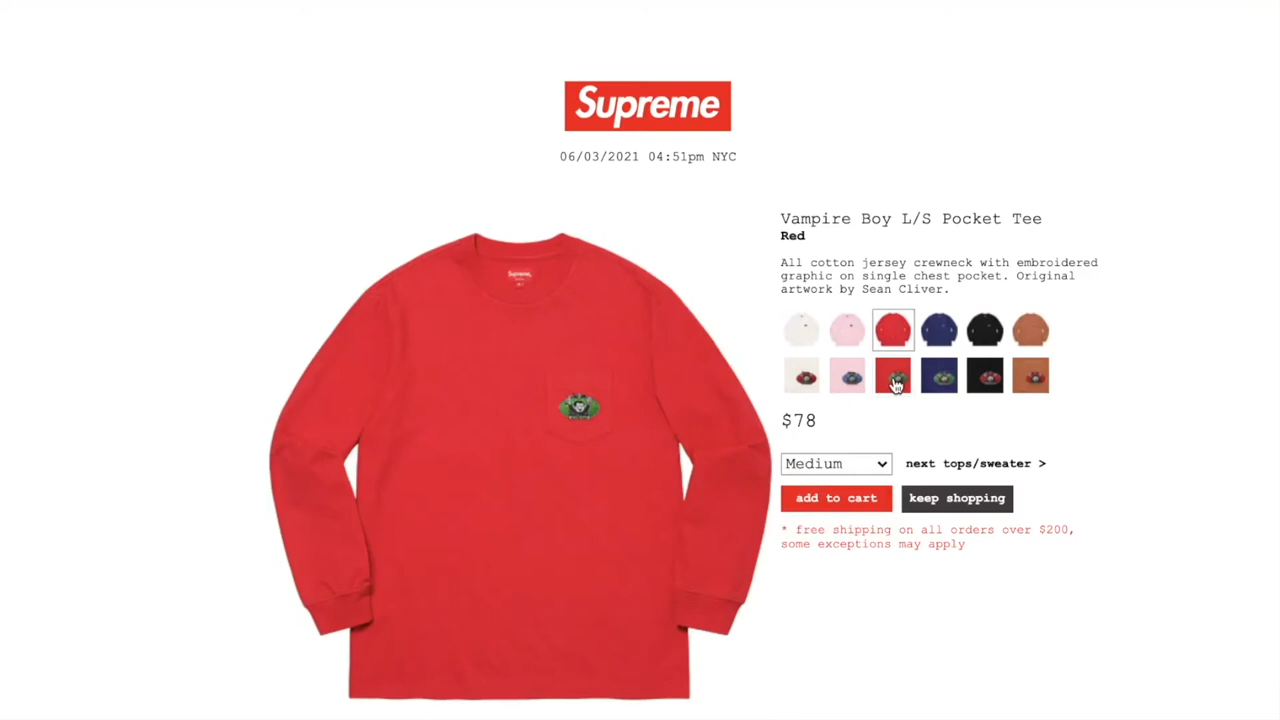 Supreme
06/03/2021 04:51pm NYC
Vampire Boy L/S Pocket Tee
Red
All cotton jersey crewneck with embroidered
graphic on single chest pocket. Original
artwork by Sean Cliver.
$78
Medium
next tops/sweater >
add to cart
keep shopping
* free shipping on all orders over $200,
some exceptions may apply
Supreme